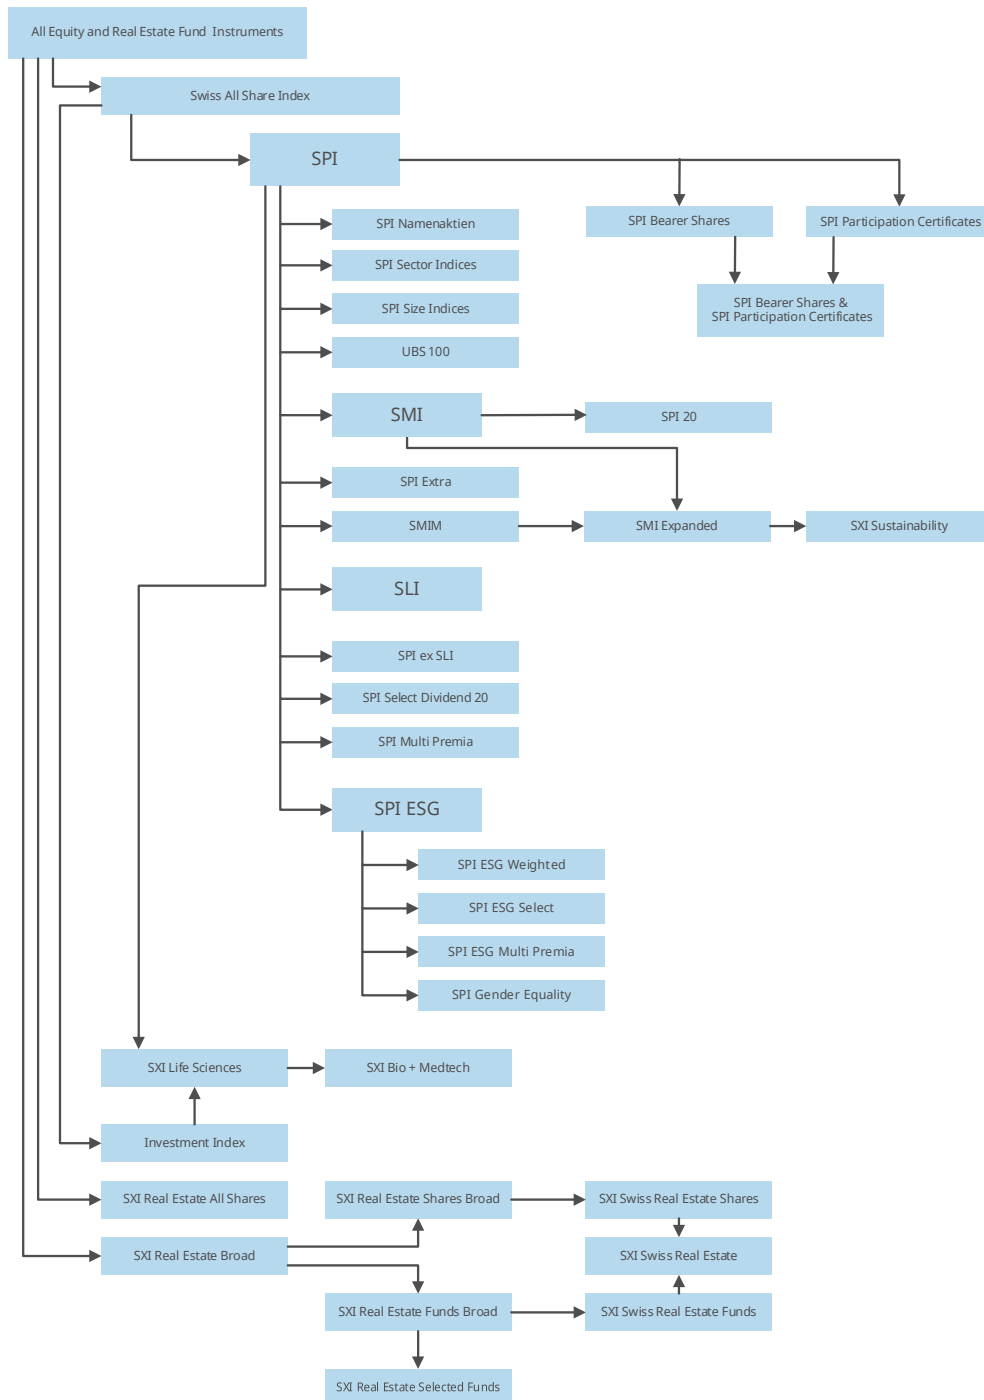 All Equity and Real Estate Fund Instruments
Swiss All Share Index
SPI
SPI Namenaktien
SPI Bearer Shares
SPI Participation Certificates
SPI Sector Indices
SPI Size Indices
SPI Bearer Shares &
SPI Participation Certificates
UBS 100
SMI
SPI 20
SPI Extra
SMIM
SMI Expanded
SXI Sustainability
SLI
SPI ex SLI
SPI Select Dividend 20
SPI Multi Premia
SPI ESG
SPI ESG Weighted
SPI ESG Select
SPI ESG Multi Premia
SPI Gender Equality
SXI Life Sciences
SXI Bio + Medtech
Investment Index
SXI Real Estate All Shares
SXI Real Estate Shares Broad
SXI Swiss Real Estate Shares
SXI Real Estate Broad
SXI Swiss Real Estate
SXI Real Estate Funds Broad
SXI Swiss Real Estate Funds
SXI Real Estate Selected Funds